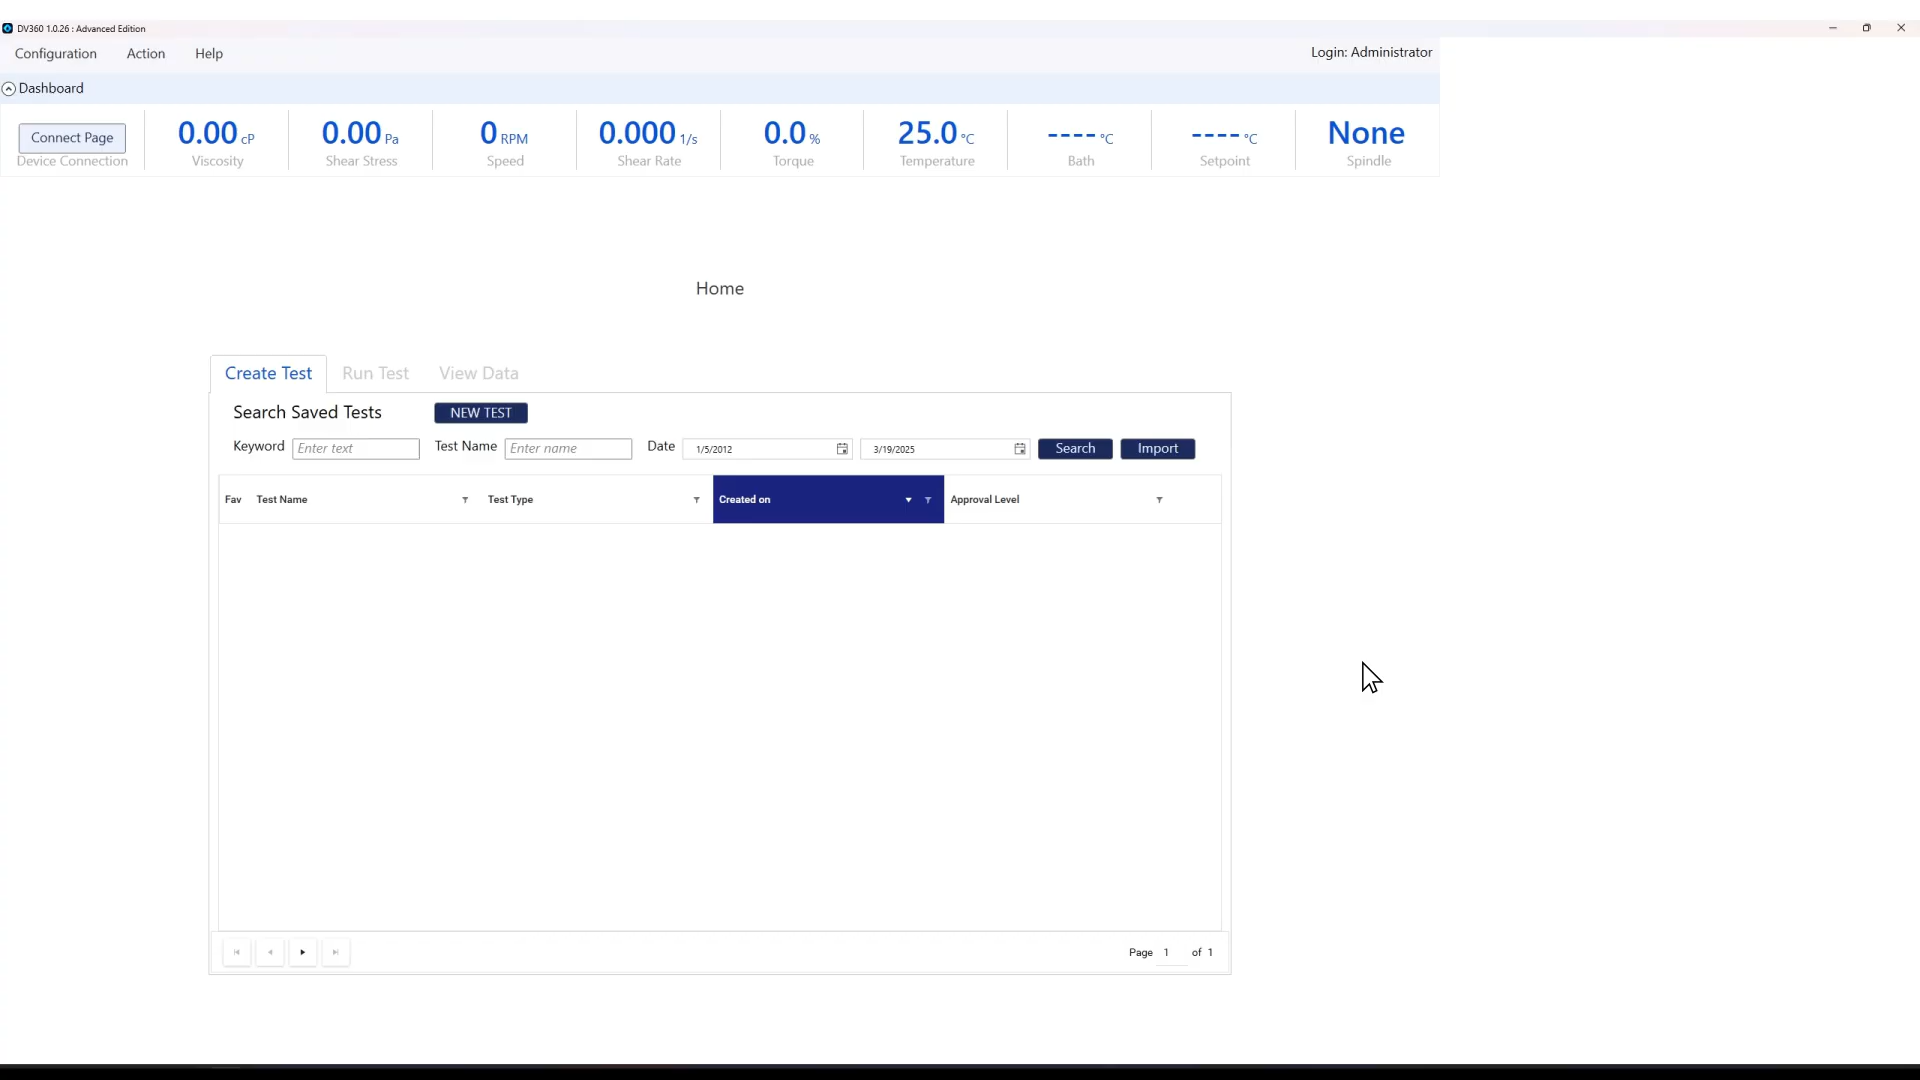 DV360 1.0.26 : Advanced Edition
Configuration Action Help Login: Administrator
Dashboard
Connect Page 0.00 cP 0.00 Pa 0 RPM 0.000 1/s 0.0 % 25.0 °C ---- °C ---- °C None
Device Connection Viscosity Shear Stress Speed Shear Rate Torque Temperature Bath Setpoint Spindle
Home
Create Test Run Test View Data
Search Saved Tests NEW TEST
Keyword Enter text Test Name Enter name Date 1/5/2012 3/19/2025 Search Import
Fav Test Name Test Type Created on Approval Level
Page 1 of 1